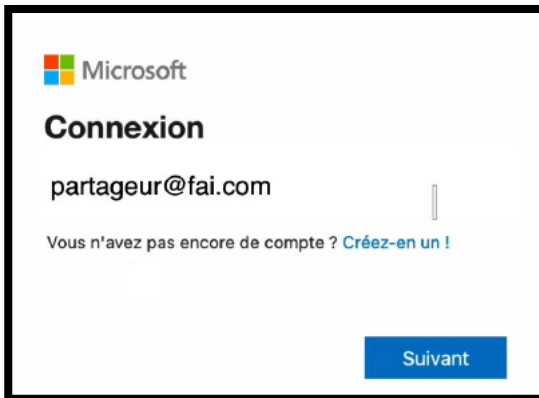 Microsoft
Connexion
partageur@fai.com
Vous n'avez pas encore de compte ? Créez-en un !
Suivant